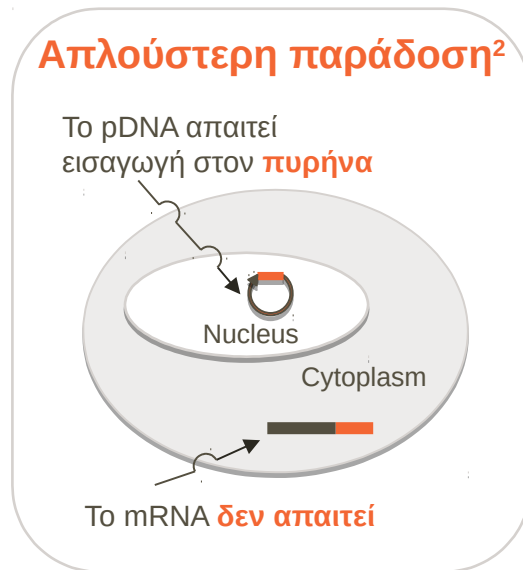 Απλούστερη παράδοση²
Το pDNA απαιτεί
εισαγωγή στον πυρήνα
Nucleus
Cytoplasm
Το mRNA δεν απαιτεί